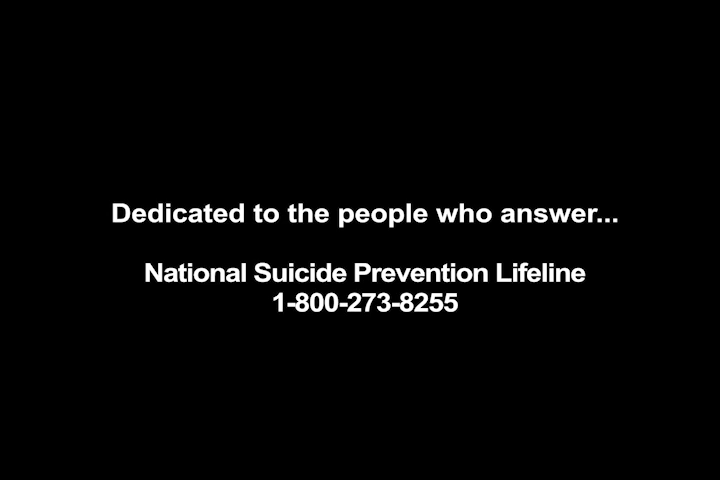 Dedicated to the people who answer...
National Suicide Prevention Lifeline
1-800-273-8255